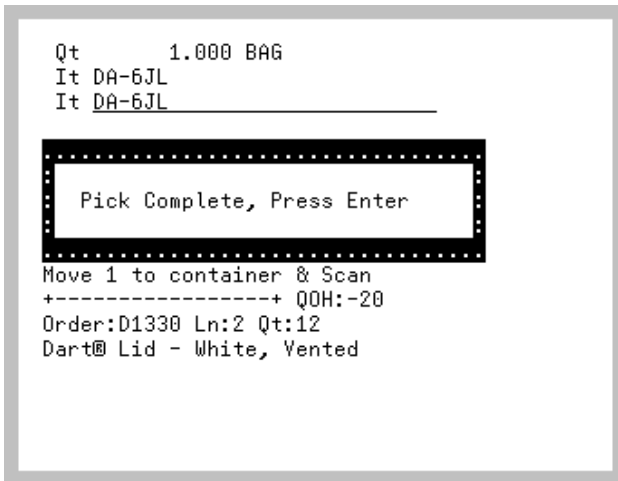 Qt 1.000 BAG
It DA-6JL
It DA-6JL
Pick Complete, Press Enter
Move 1 to container & Scan
+-----------------+ QOH:-20
Order:D1330 Ln:2 Qt:12
Dart® Lid - White, Vented